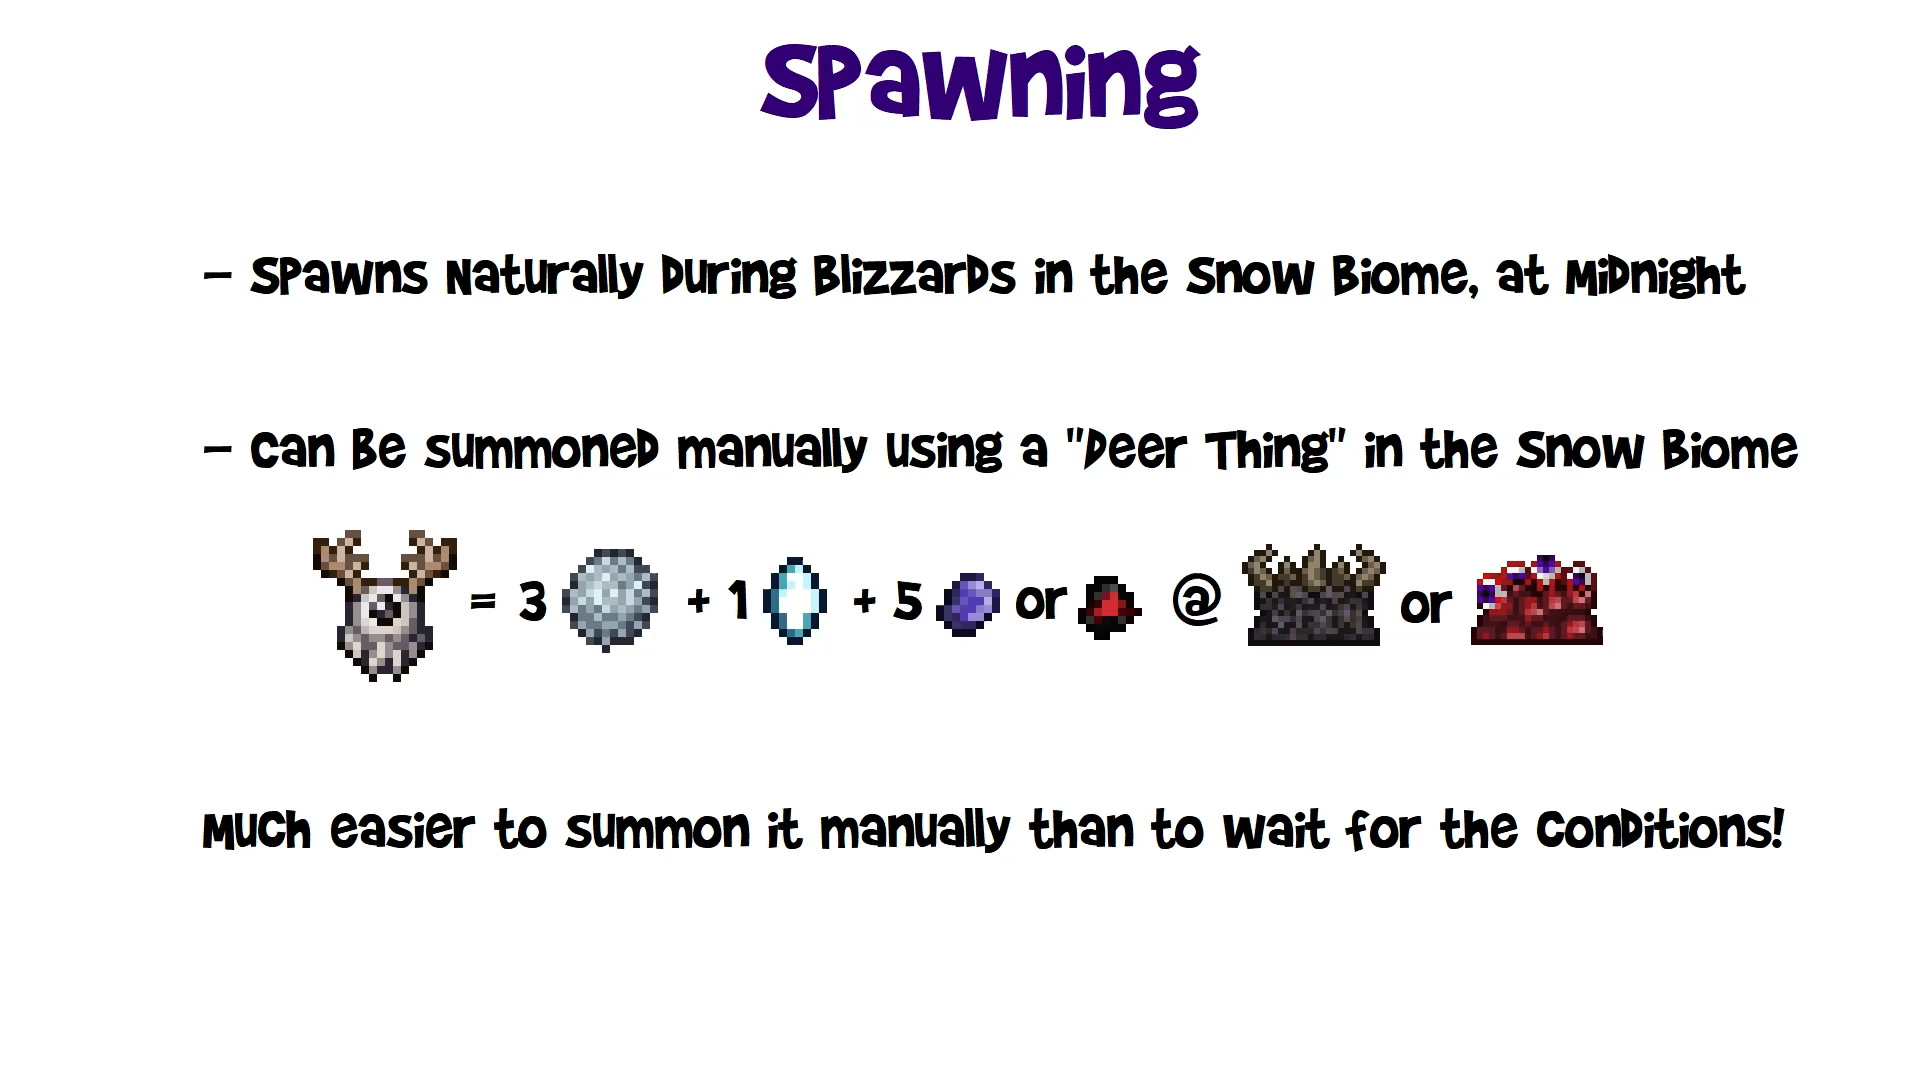 Spawning
- Spawns Naturally During Blizzards in the Snow Biome, at Midnight
- Can Be summoned manually using a "Deer Thing" in the Snow Biome
= 3 + 1 + 5 or @ or
Much easier to summon it manually than to wait for the Conditions!